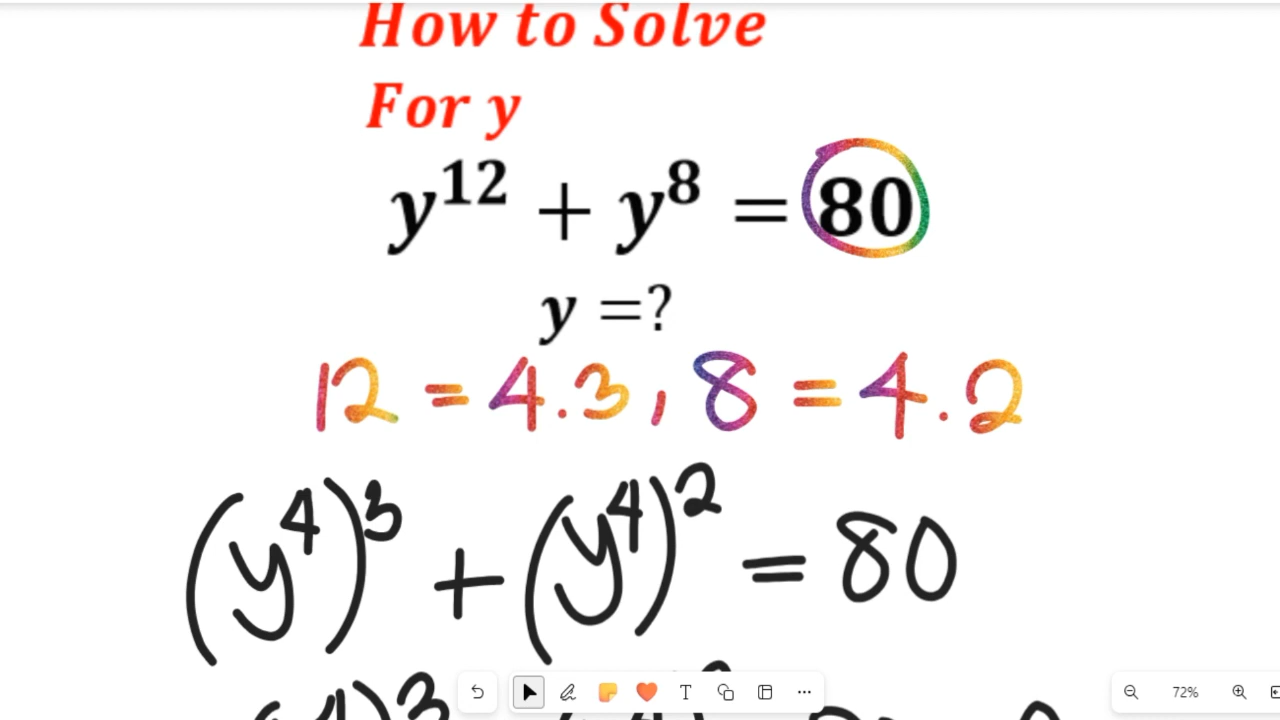 How to Solve
For y
y¹² + y⁸ = 80
y =?
12 = 4.3, 8 = 4.2
(y⁴)³ + (y⁴)² = 80
T
72%